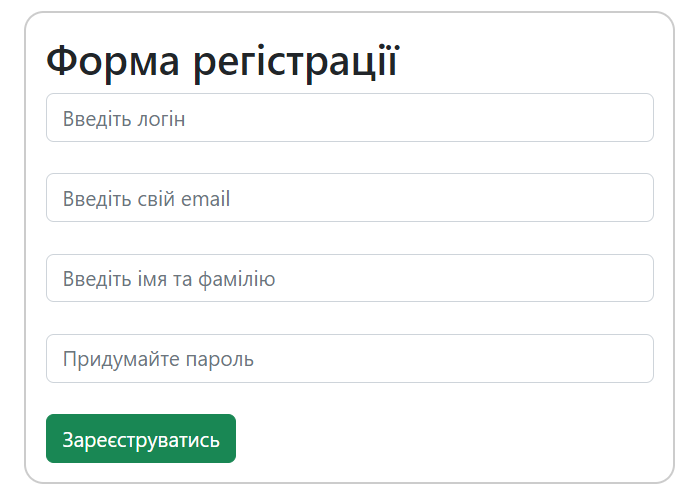 Форма регістрації
Введіть логін
Введіть свій email
Введіть імя та фамілію
Придумайте пароль
Зареєструватись